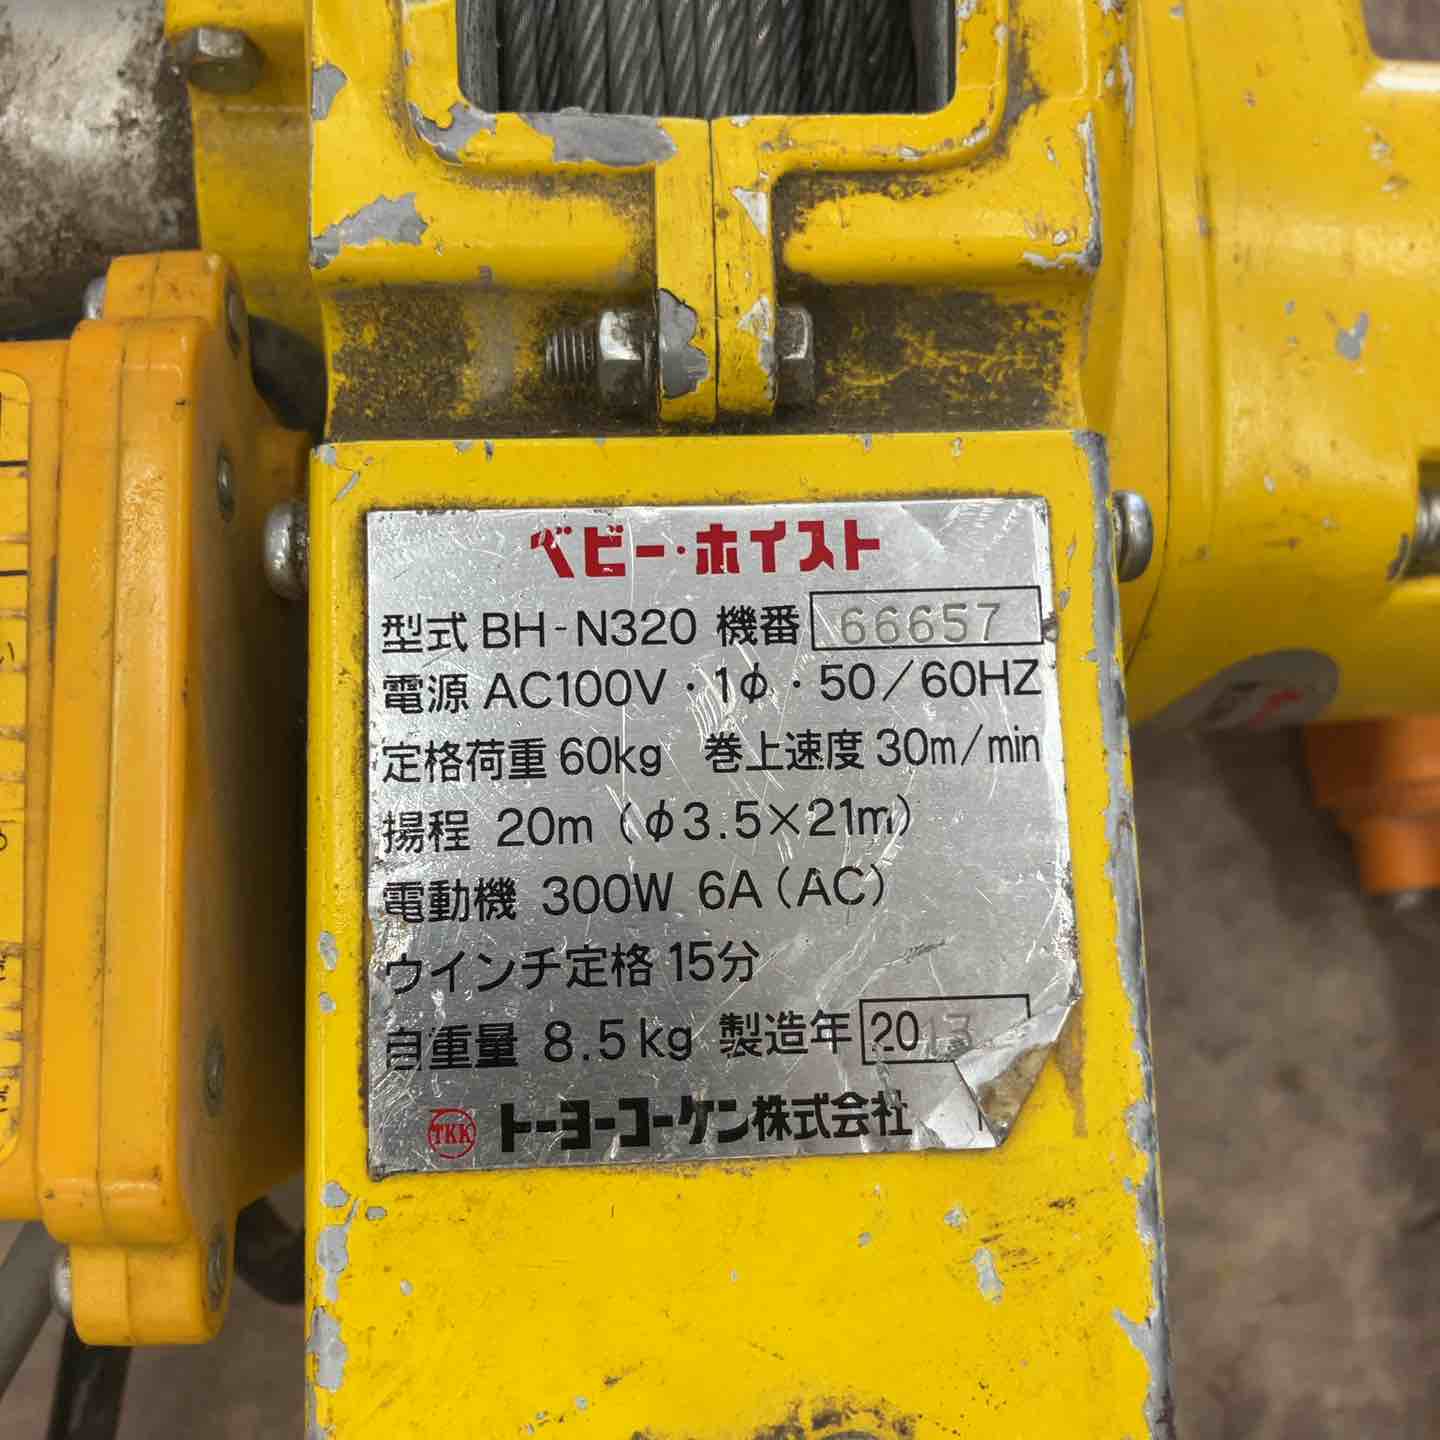 ベビー・ホイスト
型式 BH-N320 機番 66657
電源 AC100V・1φ・50/60HZ
定格荷重 60kg 巻上速度 30m/min
揚程 20m (φ3.5×21m)
電動機 300W 6A (AC)
ウインチ定格 15分
自重量 8.5kg 製造年 2013
TKK トーヨーコーケン株式会社